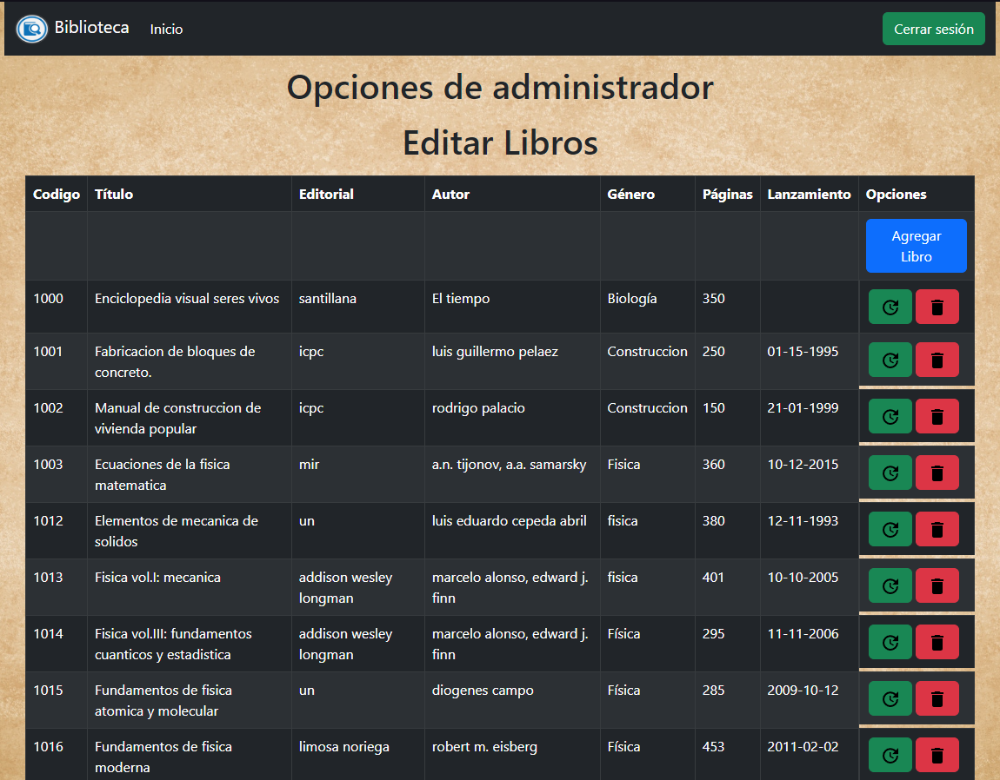 Biblioteca Inicio Cerrar sesión
Opciones de administrador
Editar Libros
Codigo Título Editorial Autor Género Páginas Lanzamiento Opciones
Agregar
Libro
1000 Enciclopedia visual seres vivos santillana El tiempo Biología 350
1001 Fabricacion de bloques de icpc luis guillermo pelaez Construccion 250 01-15-1995
concreto.
1002 Manual de construccion de icpc rodrigo palacio Construccion 150 21-01-1999
vivienda popular
1003 Ecuaciones de la fisica mir a.n. tijonov, a.a. samarsky Fisica 360 10-12-2015
matematica
1012 Elementos de mecanica de un luis eduardo cepeda abril fisica 380 12-11-1993
solidos
1013 Fisica vol.I: mecanica addison wesley marcelo alonso, edward j. fisica 401 10-10-2005
longman finn
1014 Fisica vol.III: fundamentos addison wesley marcelo alonso, edward j. Física 295 11-11-2006
cuanticos y estadistica longman finn
1015 Fundamentos de fisica un diogenes campo Física 285 2009-10-12
atomica y molecular
1016 Fundamentos de fisica limosa noriega robert m. eisberg Física 453 2011-02-02
moderna